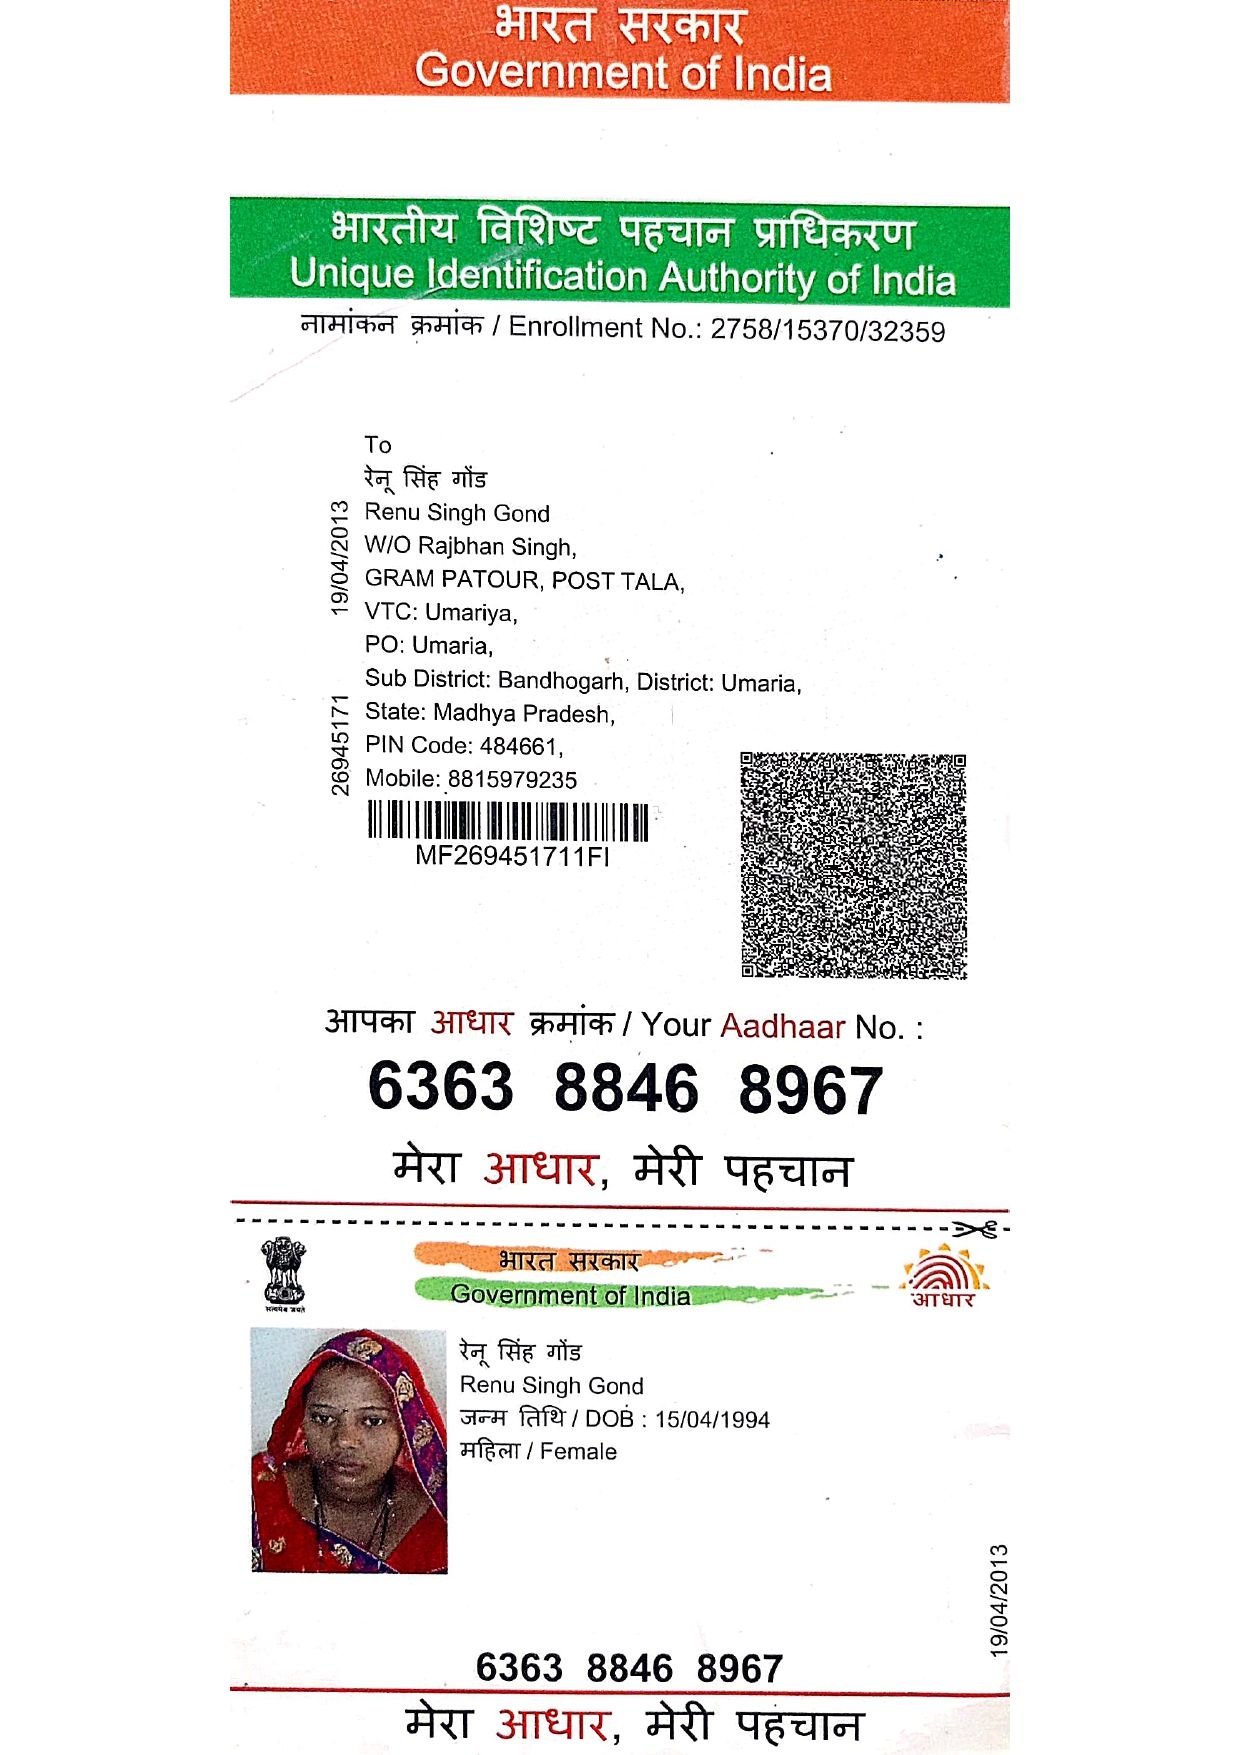 भारत सरकार
Government of India
भारतीय विशिष्ट पहचान प्राधिकरण
Unique Identification Authority of India
नामांकन क्रमांक / Enrollment No.: 2758/15370/32359
To
रेनू सिंह गोंड
Renu Singh Gond
W/O Rajbhan Singh,
GRAM PATOUR, POST TALA,
VTC: Umariya,
PO: Umaria,
Sub District: Bandhogarh, District: Umaria,
State: Madhya Pradesh,
PIN Code: 484661,
Mobile: 8815979235
19/04/2013
269451171
MF269451711FI
आपका आधार क्रमांक / Your Aadhaar No. :
6363 8846 8967
मेरा आधार, मेरी पहचान
सत्यमेव जयते
भारत सरकार
Government of India
आधार
रेनू सिंह गोंड
Renu Singh Gond
जन्म तिथि / DOB : 15/04/1994
महिला / Female
19/04/2013
6363 8846 8967
मेरा आधार, मेरी पहचान